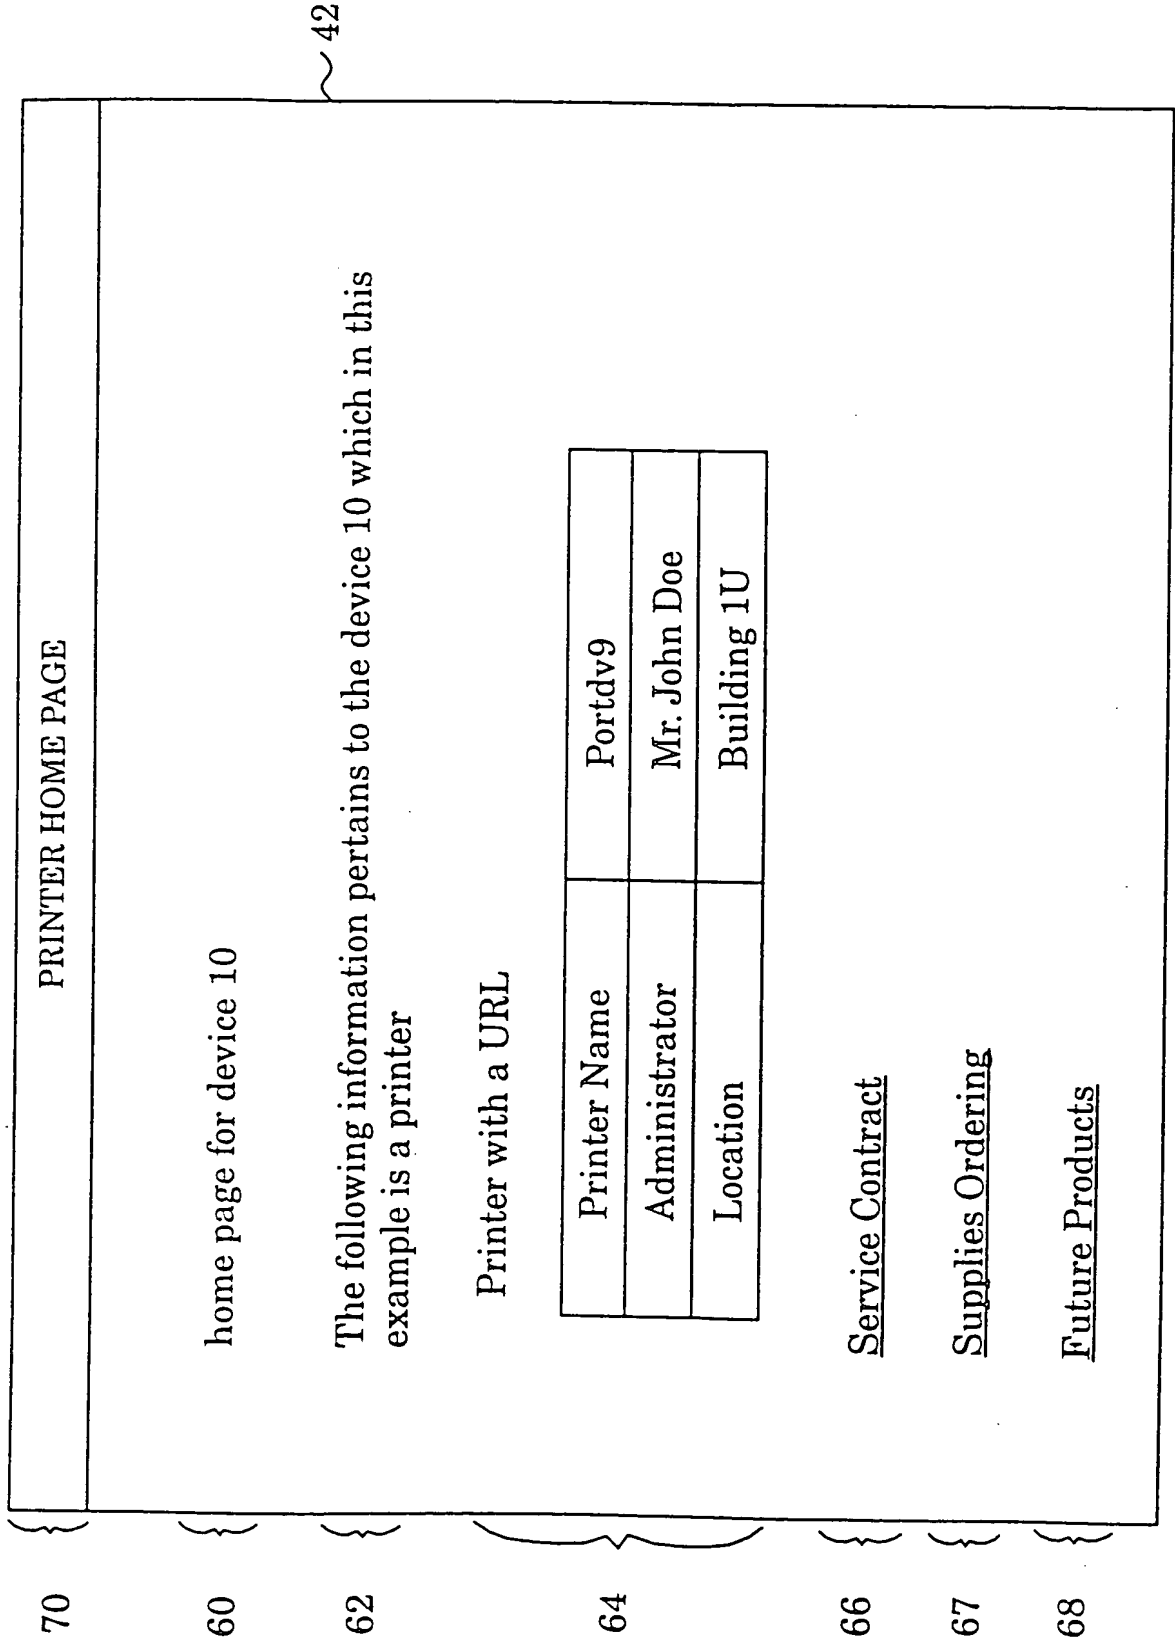 42
70 PRINTER HOME PAGE
60 home page for device 10
62 The following information pertains to the device 10 which in this
example is a printer
Printer with a URL
64
Printer Name Portdv9
Administrator Mr. John Doe
Location Building 1U
66 Service Contract
67 Supplies Ordering
68 Future Products